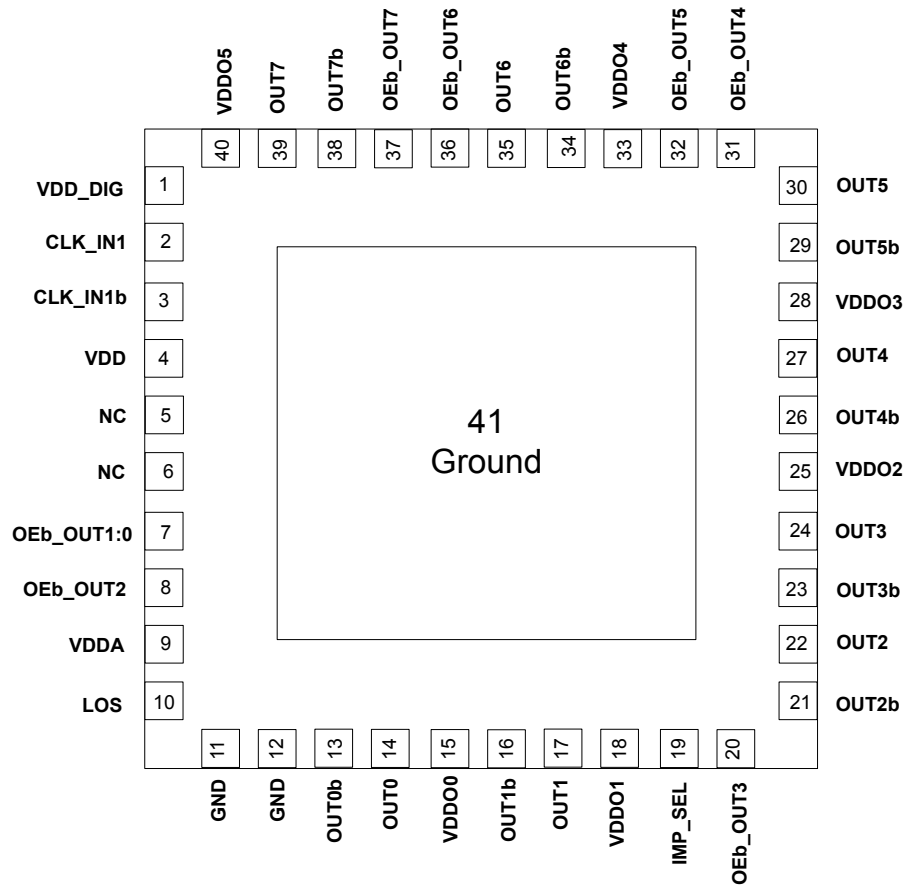 VDDO5
OUT7
OUT7b
OEb_OUT7
OEb_OUT6
OUT6
OUT6b
VDDO4
OEb_OUT5
OEb_OUT4
40
39
38
37
36
35
34
33
32
31
VDD_DIG 1
CLK_IN1 2
CLK_IN1b 3
VDD 4
NC 5
NC 6
OEb_OUT1:0 7
OEb_OUT2 8
VDDA 9
LOS 10
41
Ground
30 OUT5
29 OUT5b
28 VDDO3
27 OUT4
26 OUT4b
25 VDDO2
24 OUT3
23 OUT3b
22 OUT2
21 OUT2b
11
12
13
14
15
16
17
18
19
20
GND
GND
OUT0b
OUT0
VDDO0
OUT1b
OUT1
VDDO1
IMP_SEL
OEb_OUT3